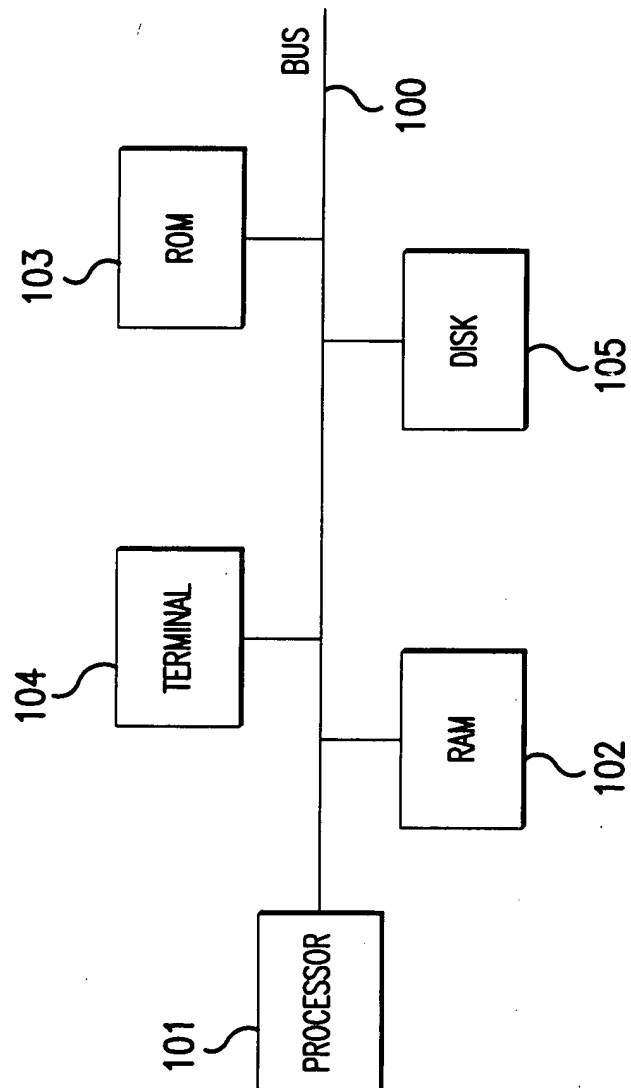 101
PROCESSOR
104
TERMINAL
RAM
102
103
ROM
DISK
105
BUS
100